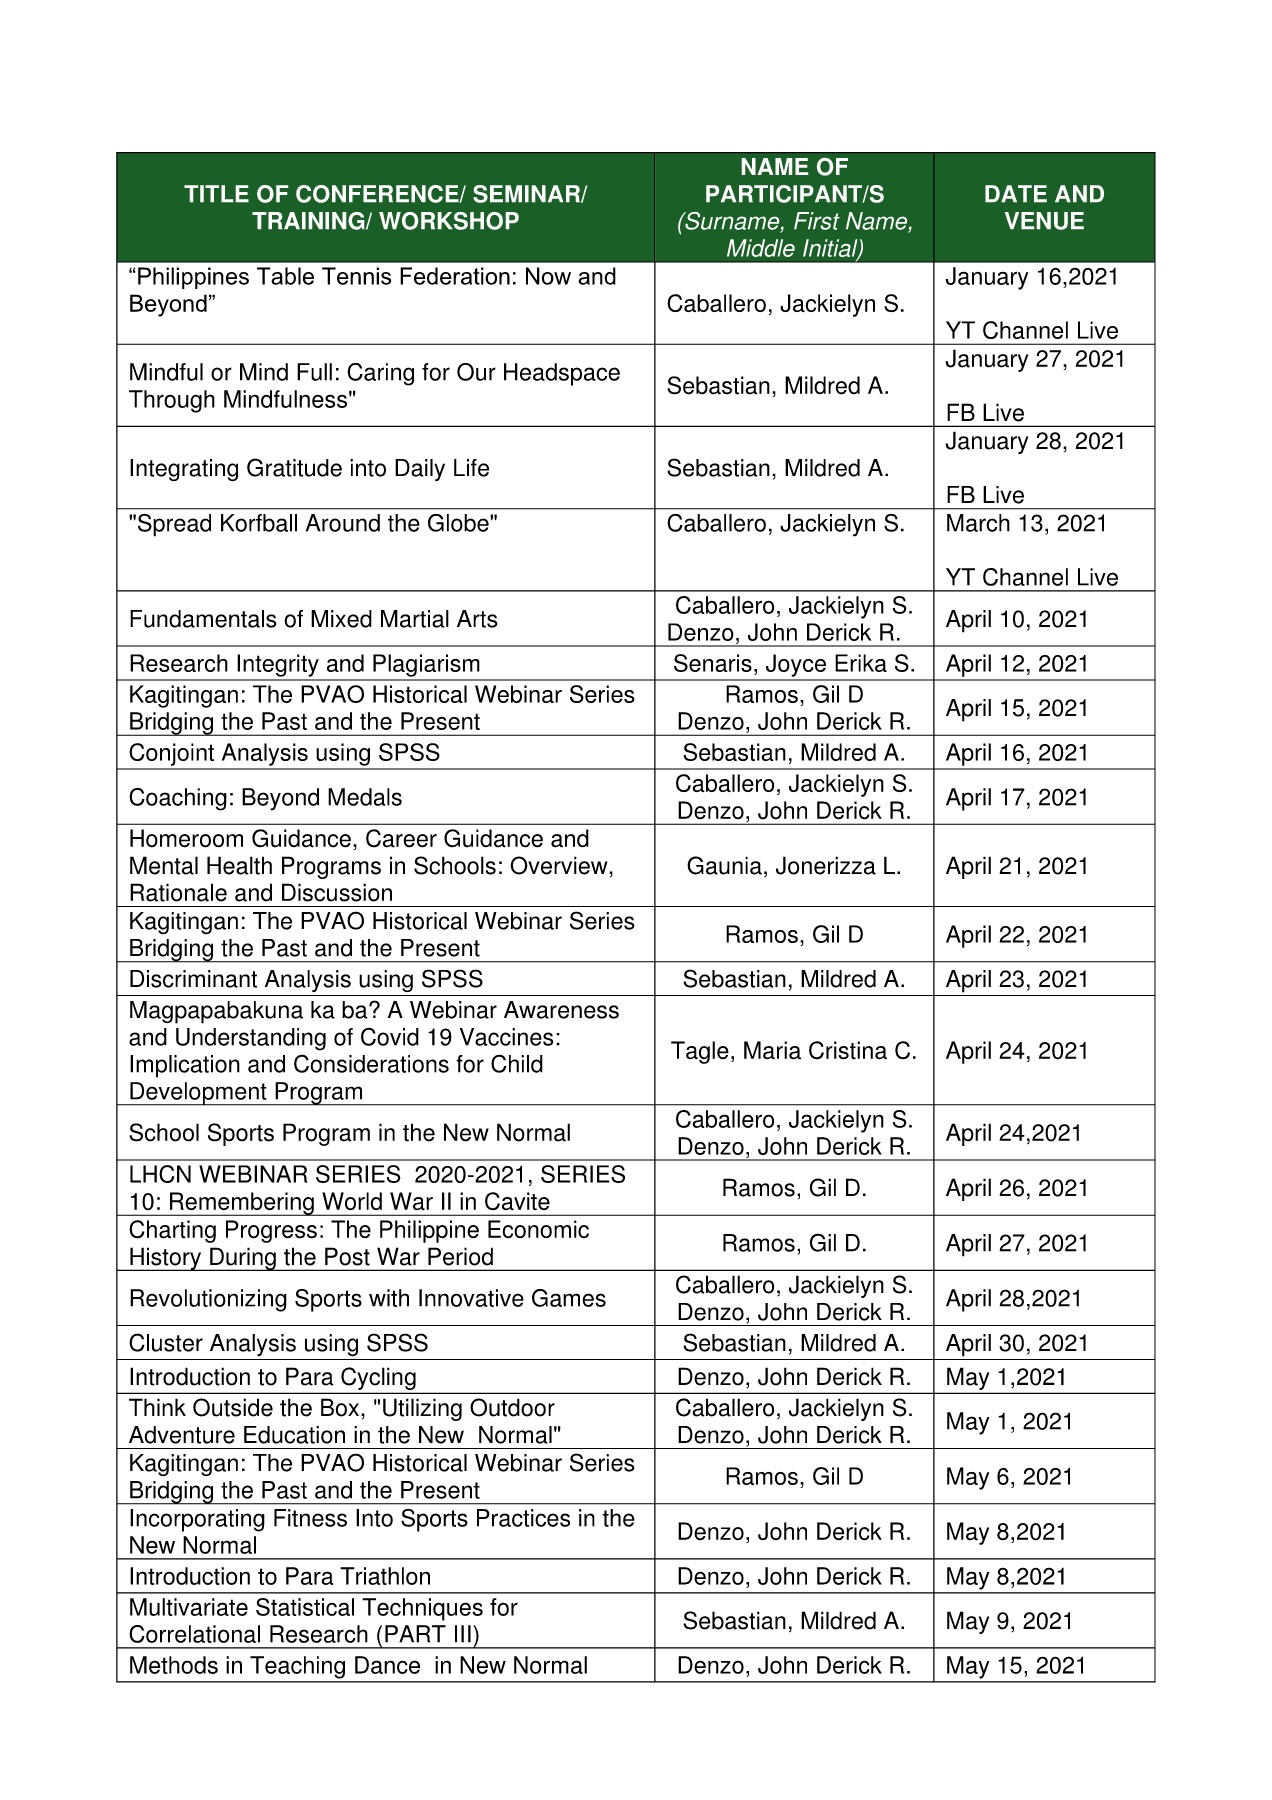 TITLE OF CONFERENCE/ SEMINAR/
TRAINING/ WORKSHOP
NAME OF
PARTICIPANT/S
(Surname, First Name,
Middle Initial)
DATE AND
VENUE
“Philippines Table Tennis Federation: Now and
Beyond”
Caballero, Jackielyn S.
January 16,2021
YT Channel Live
Mindful or Mind Full: Caring for Our Headspace
Through Mindfulness"
Sebastian, Mildred A.
January 27, 2021
FB Live
Integrating Gratitude into Daily Life
Sebastian, Mildred A.
January 28, 2021
FB Live
"Spread Korfball Around the Globe"
Caballero, Jackielyn S.
March 13, 2021
YT Channel Live
Fundamentals of Mixed Martial Arts
Caballero, Jackielyn S.
Denzo, John Derick R.
April 10, 2021
Research Integrity and Plagiarism
Senaris, Joyce Erika S.
April 12, 2021
Kagitingan: The PVAO Historical Webinar Series
Bridging the Past and the Present
Ramos, Gil D
Denzo, John Derick R.
April 15, 2021
Conjoint Analysis using SPSS
Sebastian, Mildred A.
April 16, 2021
Coaching: Beyond Medals
Caballero, Jackielyn S.
Denzo, John Derick R.
April 17, 2021
Homeroom Guidance, Career Guidance and
Mental Health Programs in Schools: Overview,
Rationale and Discussion
Gaunia, Jonerizza L.
April 21, 2021
Kagitingan: The PVAO Historical Webinar Series
Bridging the Past and the Present
Ramos, Gil D
April 22, 2021
Discriminant Analysis using SPSS
Sebastian, Mildred A.
April 23, 2021
Magpapabakuna ka ba? A Webinar Awareness
and Understanding of Covid 19 Vaccines:
Implication and Considerations for Child
Development Program
Tagle, Maria Cristina C.
April 24, 2021
School Sports Program in the New Normal
Caballero, Jackielyn S.
Denzo, John Derick R.
April 24,2021
LHCN WEBINAR SERIES  2020-2021, SERIES
10: Remembering World War II in Cavite
Ramos, Gil D.
April 26, 2021
Charting Progress: The Philippine Economic
History During the Post War Period
Ramos, Gil D.
April 27, 2021
Revolutionizing Sports with Innovative Games
Caballero, Jackielyn S.
Denzo, John Derick R.
April 28,2021
Cluster Analysis using SPSS
Sebastian, Mildred A.
April 30, 2021
Introduction to Para Cycling
Denzo, John Derick R.
May 1,2021
Think Outside the Box, "Utilizing Outdoor
Adventure Education in the New  Normal"
Caballero, Jackielyn S.
Denzo, John Derick R.
May 1, 2021
Kagitingan: The PVAO Historical Webinar Series
Bridging the Past and the Present
Ramos, Gil D
May 6, 2021
Incorporating Fitness Into Sports Practices in the
New Normal
Denzo, John Derick R.
May 8,2021
Introduction to Para Triathlon
Denzo, John Derick R.
May 8,2021
Multivariate Statistical Techniques for
Correlational Research (PART III)
Sebastian, Mildred A.
May 9, 2021
Methods in Teaching Dance  in New Normal
Denzo, John Derick R.
May 15, 2021